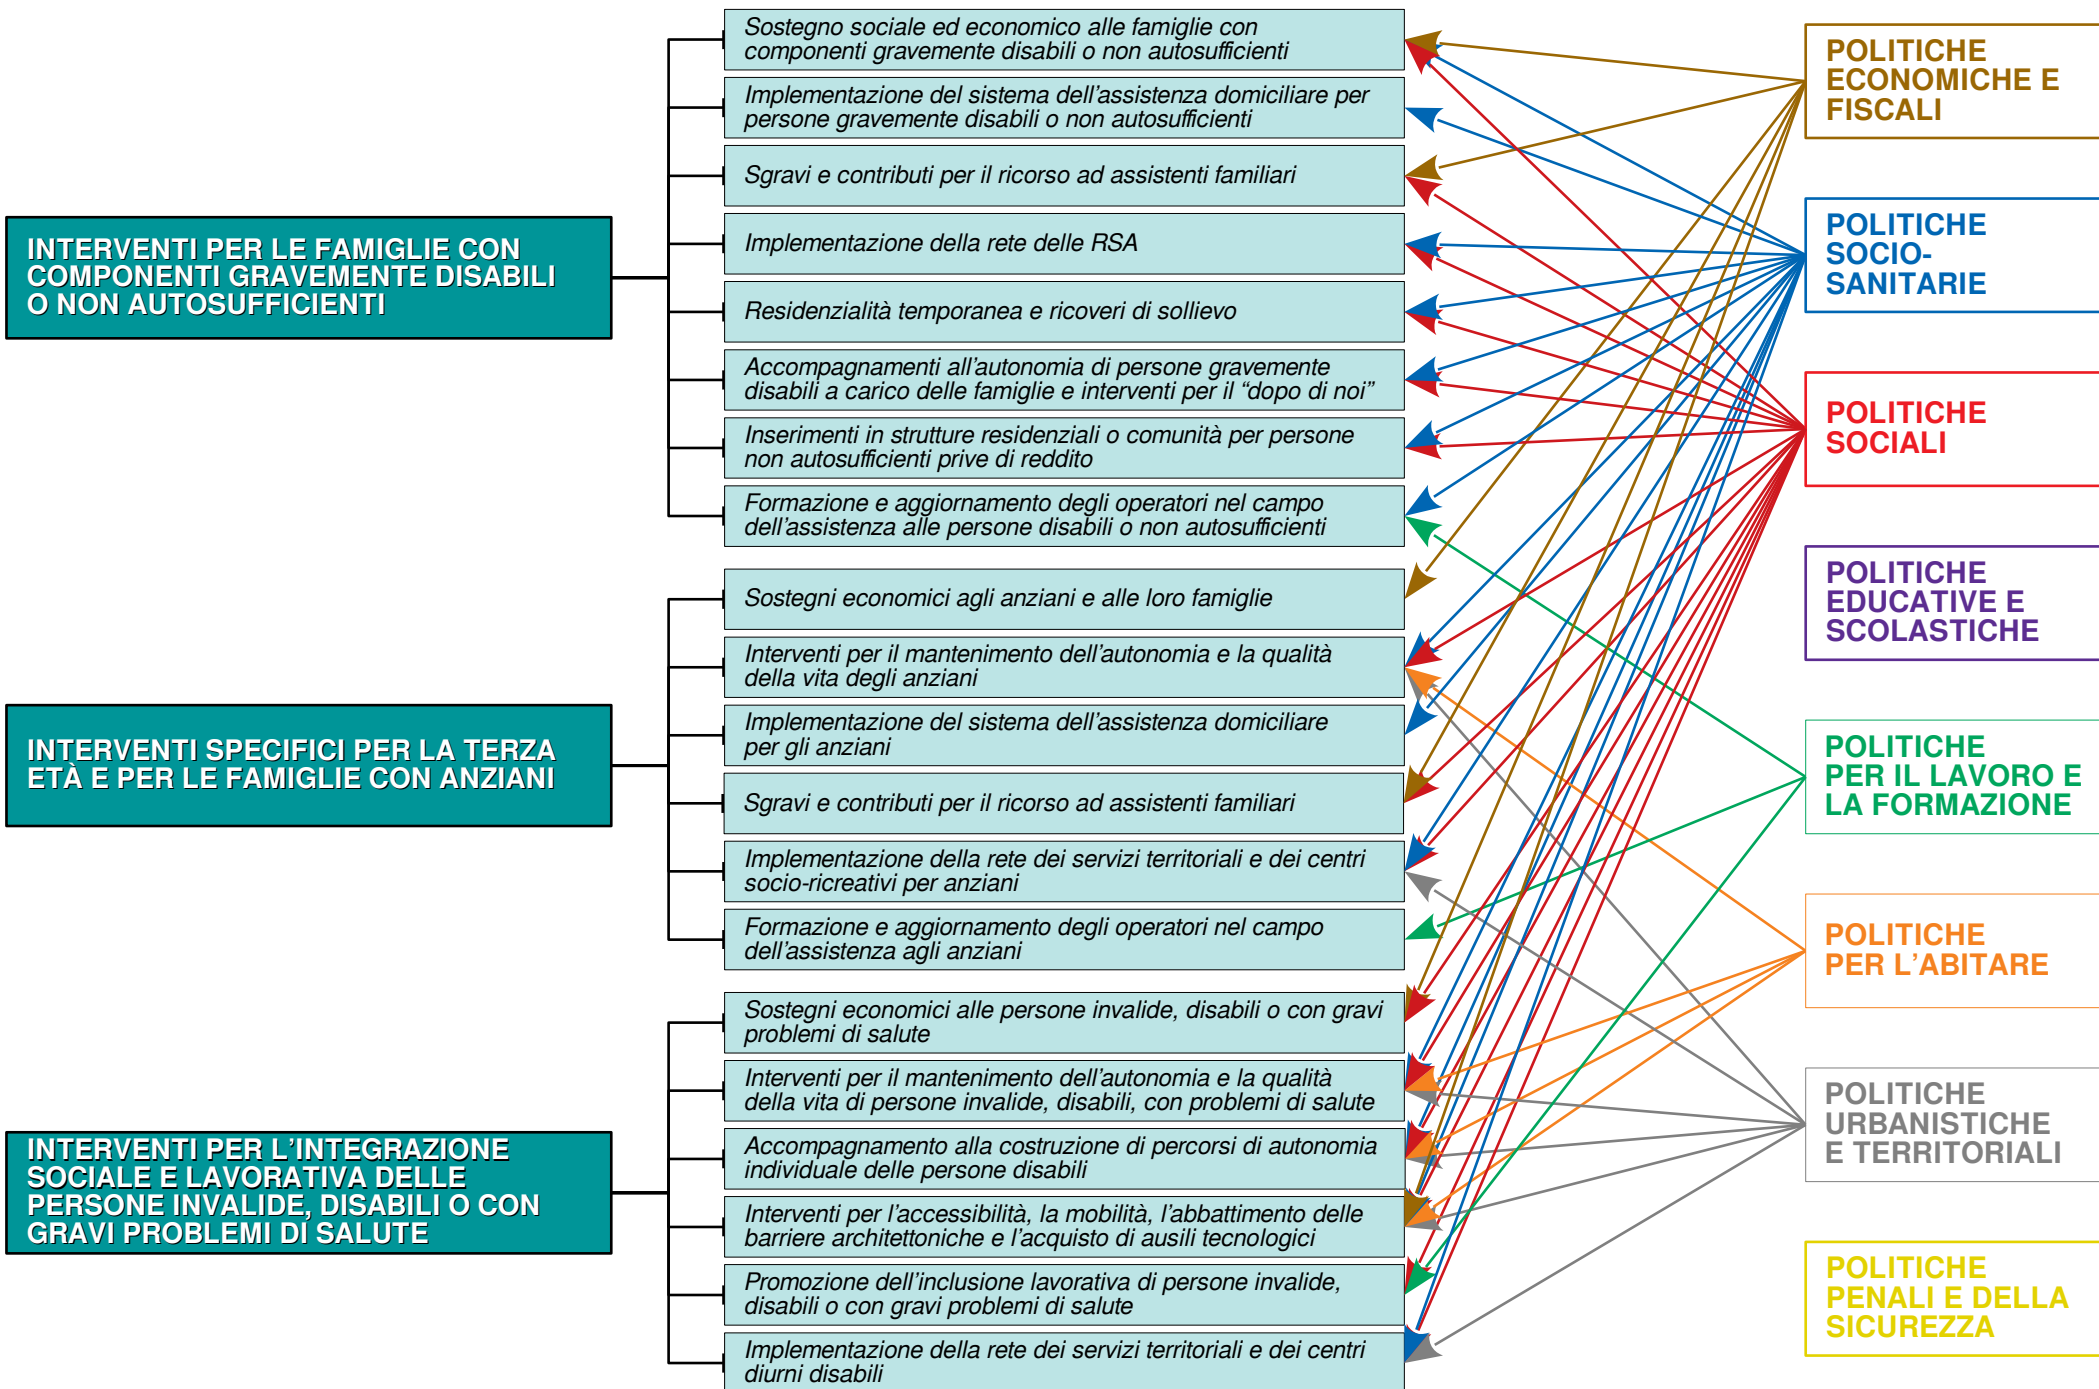 INTERVENTI PER LE FAMIGLIE CON
COMPONENTI GRAVEMENTE DISABILI
O NON AUTOSUFFICIENTI
Sostegno sociale ed economico alle famiglie con
componenti gravemente disabili o non autosufficienti
Implementazione del sistema dell'assistenza domiciliare per
persone gravemente disabili o non autosufficienti
Sgravi e contributi per il ricorso ad assistenti familiari
Implementazione della rete delle RSA
Residenzialità temporanea e ricoveri di sollievo
Accompagnamenti all'autonomia di persone gravemente
disabili a carico delle famiglie e interventi per il “dopo di noi”
Inserimenti in strutture residenziali o comunità per persone
non autosufficienti prive di reddito
Formazione e aggiornamento degli operatori nel campo
dell'assistenza alle persone disabili o non autosufficienti
INTERVENTI SPECIFICI PER LA TERZA
ETÀ E PER LE FAMIGLIE CON ANZIANI
Sostegni economici agli anziani e alle loro famiglie
Interventi per il mantenimento dell'autonomia e la qualità
della vita degli anziani
Implementazione del sistema dell'assistenza domiciliare
per gli anziani
Sgravi e contributi per il ricorso ad assistenti familiari
Implementazione della rete dei servizi territoriali e dei centri
socio-ricreativi per anziani
Formazione e aggiornamento degli operatori nel campo
dell'assistenza agli anziani
INTERVENTI PER L'INTEGRAZIONE
SOCIALE E LAVORATIVA DELLE
PERSONE INVALIDE, DISABILI O CON
GRAVI PROBLEMI DI SALUTE
Sostegni economici alle persone invalide, disabili o con gravi
problemi di salute
Interventi per il mantenimento dell'autonomia e la qualità
della vita di persone invalide, disabili, con problemi di salute
Accompagnamento alla costruzione di percorsi di autonomia
individuale delle persone disabili
Interventi per l'accessibilità, la mobilità, l'abbattimento delle
barriere architettoniche e l'acquisto di ausili tecnologici
Promozione dell'inclusione lavorativa di persone invalide,
disabili o con gravi problemi di salute
Implementazione della rete dei servizi territoriali e dei centri
diurni disabili
POLITICHE
ECONOMICHE E
FISCALI
POLITICHE
SOCIO-
SANITARIE
POLITICHE
SOCIALI
POLITICHE
EDUCATIVE E
SCOLASTICHE
POLITICHE
PER IL LAVORO E
LA FORMAZIONE
POLITICHE
PER L'ABITARE
POLITICHE
URBANISTICHE
E TERRITORIALI
POLITICHE
PENALI E DELLA
SICUREZZA